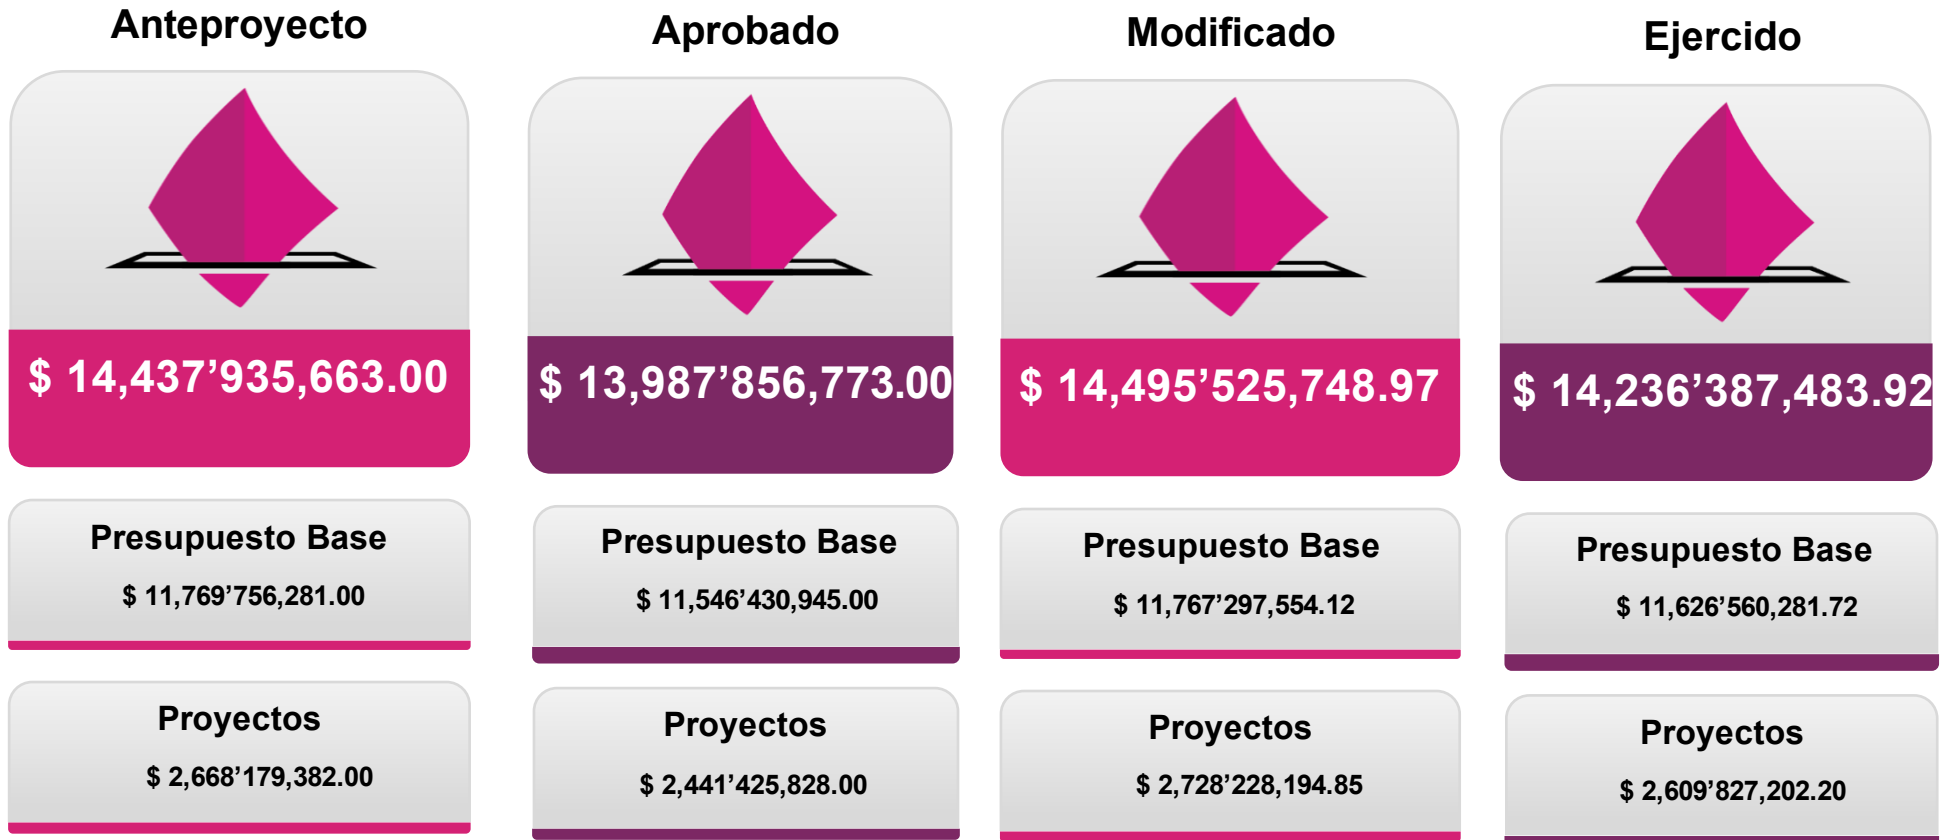 Anteproyecto
$ 14,437’935,663.00
Presupuesto Base
$ 11,769’756,281.00
Proyectos
$ 2,668’179,382.00
Aprobado
$ 13,987’856,773.00
Presupuesto Base
$ 11,546’430,945.00
Proyectos
$ 2,441’425,828.00
Modificado
$ 14,495’525,748.97
Presupuesto Base
$ 11,767’297,554.12
Proyectos
$ 2,728’228,194.85
Ejercido
$ 14,236’387,483.92
Presupuesto Base
$ 11,626’560,281.72
Proyectos
$ 2,609’827,202.20